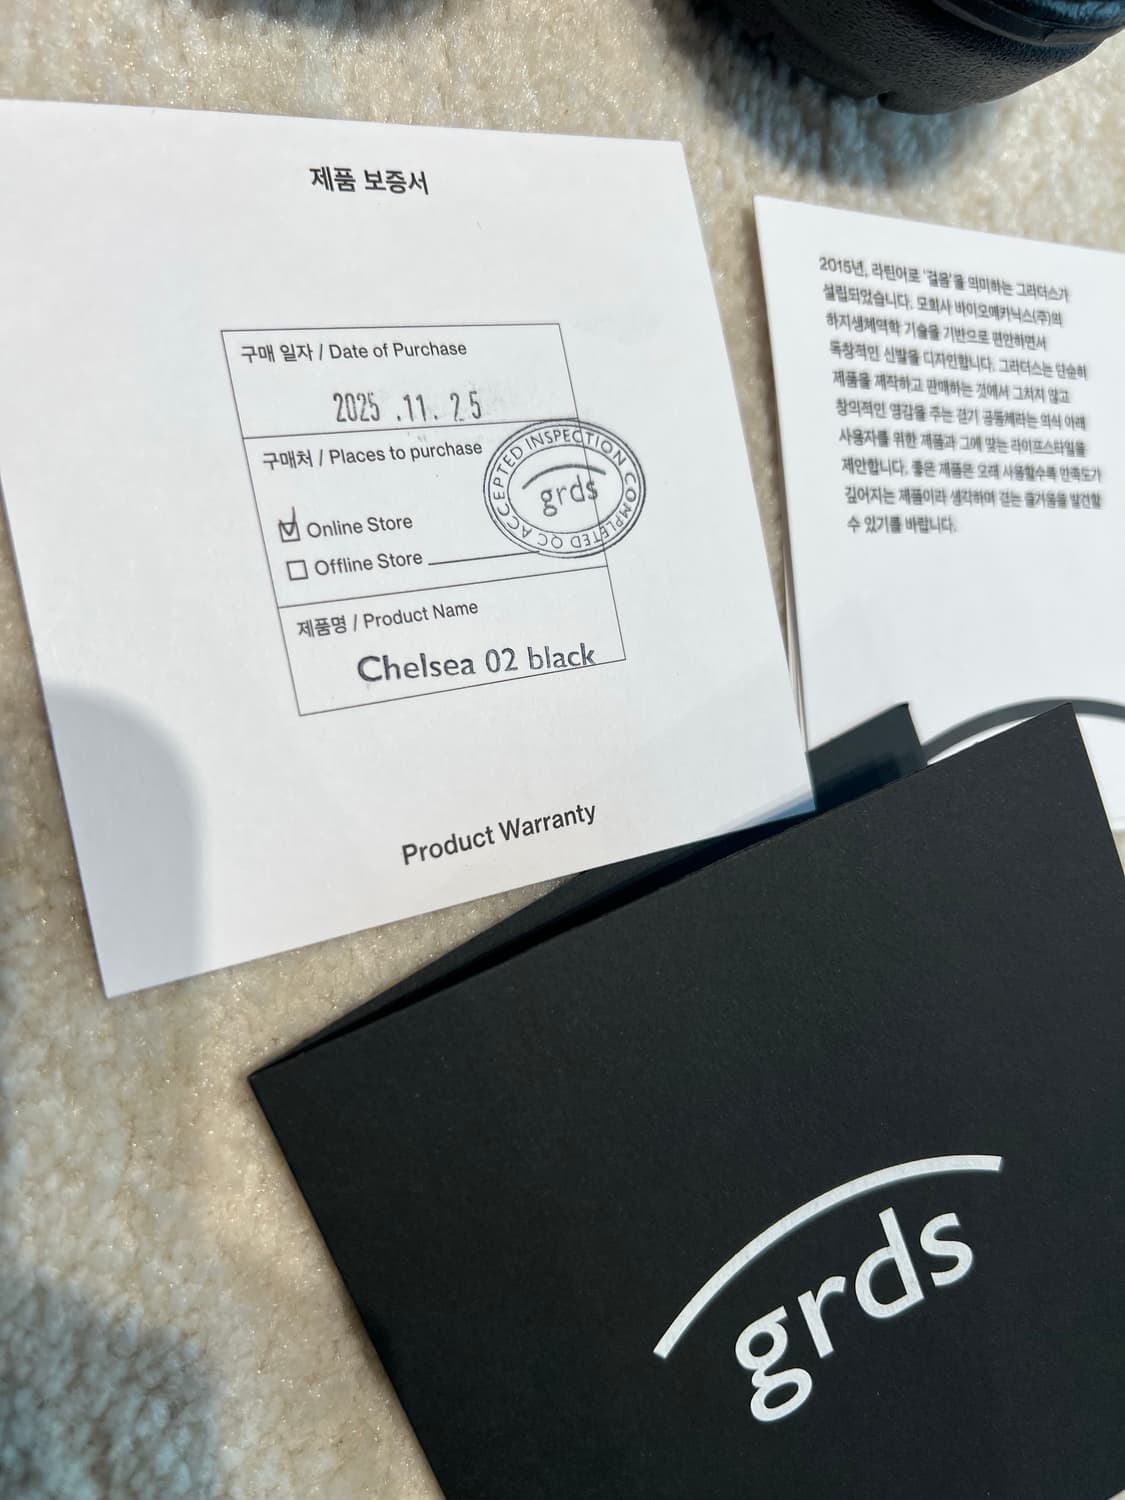 제품 보증서
구매 일자 / Date of Purchase
2025 .11. 25
구매처 / Places to purchase
Online Store
Offline Store
ACCEPTED INSPECTION COMPLETED QC
grds
제품명 / Product Name
Chelsea 02 black
Product Warranty
2015년, 라틴어로 '걸음'을 의미하는 그라더스가
설립되었습니다. 모회사 바이오메카닉스(주)의
하지생체역학 기술을 기반으로 편안하면서
독창적인 신발을 디자인합니다. 그라더스는 단순히
제품을 제작하고 판매하는 것에서 그치지 않고
창의적인 영감을 주는 걷기 공동체라는 의식 아래
사용자를 위한 제품과 그에 맞는 라이프스타일을
제안합니다. 좋은 제품은 오래 사용할수록 만족도가
깊어지는 제품이라 생각하며 걷는 즐거움을 발견할
수 있기를 바랍니다.
grds